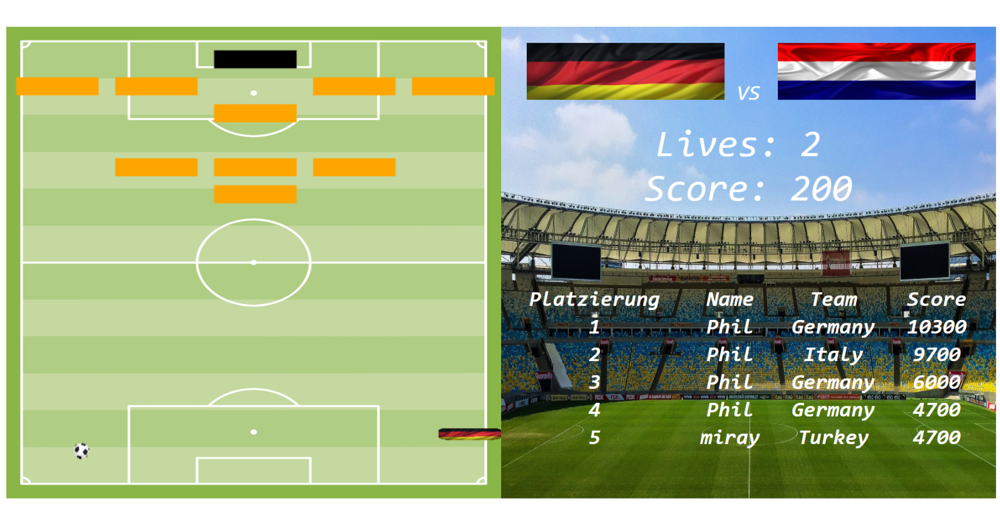 VS
Lives: 2
Score: 200
Platzierung Name Team Score
1 Phil Germany 10300
2 Phil Italy 9700
3 Phil Germany 6000
4 Phil Germany 4700
5 miray Turkey 4700